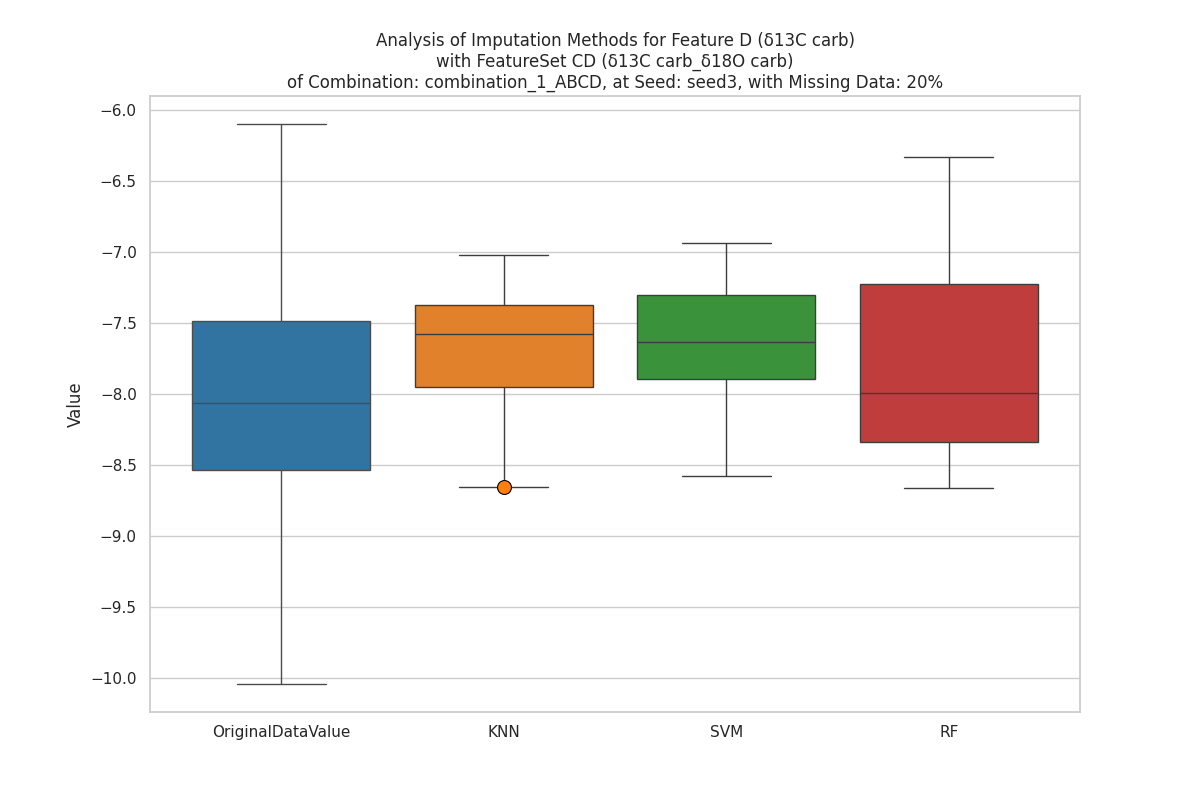 Analysis of Imputation Methods for Feature D (δ13C carb)
with FeatureSet CD (δ13C carb_δ18O carb)
of Combination: combination_1_ABCD, at Seed: seed3, with Missing Data: 20%
−6.0
−6.5
−7.0
−7.5
−8.0
−8.5
−9.0
−9.5
−10.0
Value
OriginalDataValue
KNN
SVM
RF